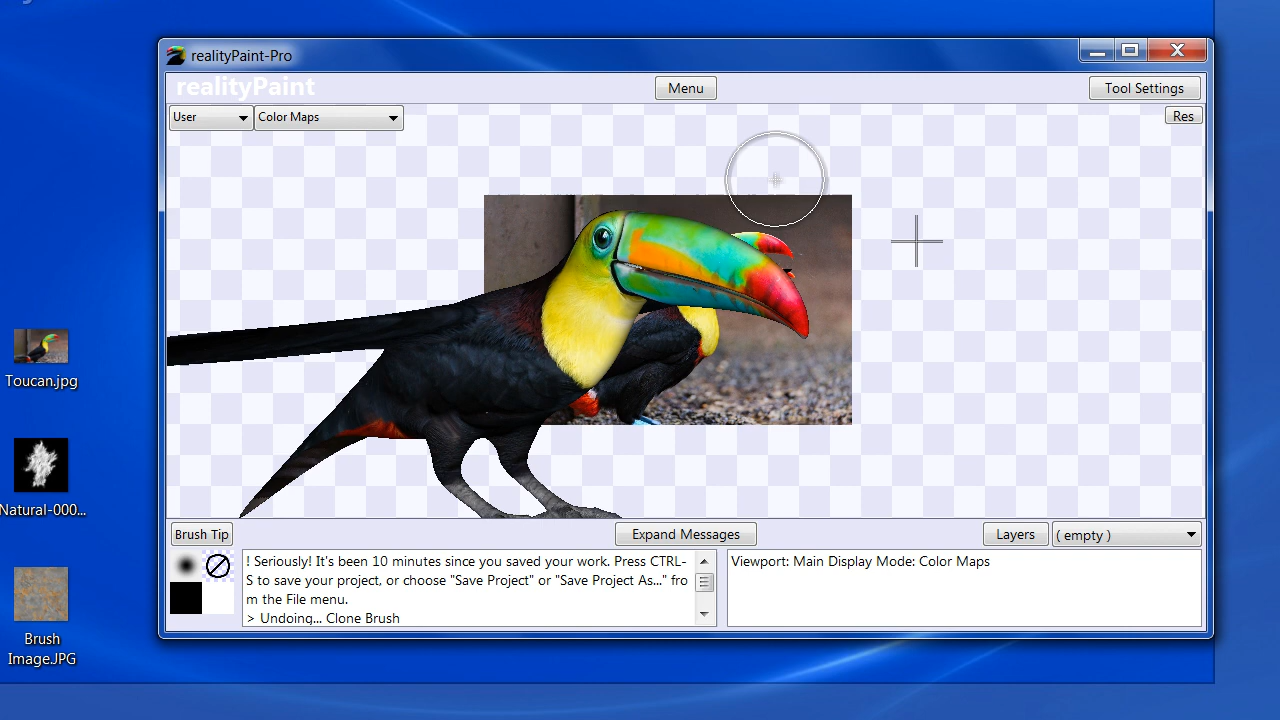 realityPaint-Pro
realityPaint
Menu
Tool Settings
User
Color Maps
Res
Toucan.jpg
Natural-000...
Brush
Image.JPG
Brush Tip
Expand Messages
Layers
( empty )
! Seriously! It's been 10 minutes since you saved your work. Press CTRL-
S to save your project, or choose "Save Project" or "Save Project As..." fro
m the File menu.
> Undoing... Clone Brush
Viewport: Main Display Mode: Color Maps